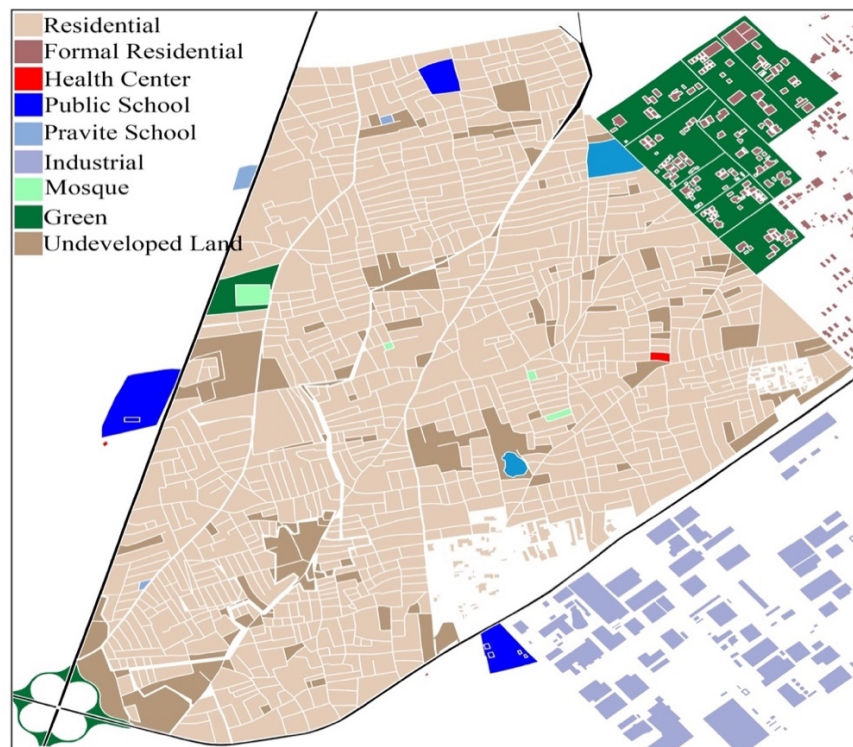 Residential
Formal Residential
Health Center
Public School
Pravite School
Industrial
Mosque
Green
Undeveloped Land